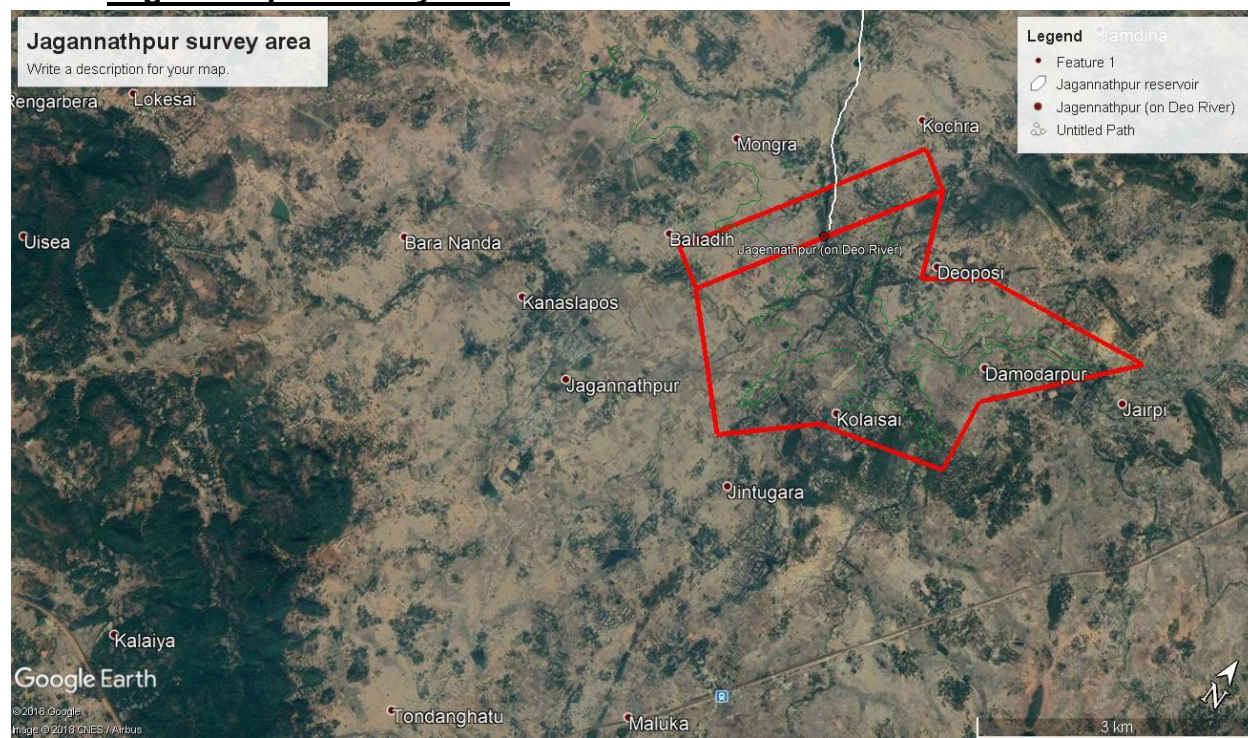 Jagannathpur survey area
Write a description for your map.
Legend
Jamdiha
Feature 1
Jagannathpur reservoir
Jagennathpur (on Deo River)
Untitled Path
Rengarbera
Lokesai
Kochra
Mongra
Uisea
Bara Nanda
Baliadih
Jagennathpur (on Deo River)
Deoposi
Kanaslapos
Jagannathpur
Damodarpur
Jairpi
Kolaisai
Jintugara
Kalaiya
Google Earth
©2018 Google
Image © 2018 CNES / Airbus
Tondanghatu
Maluka
N
3 km